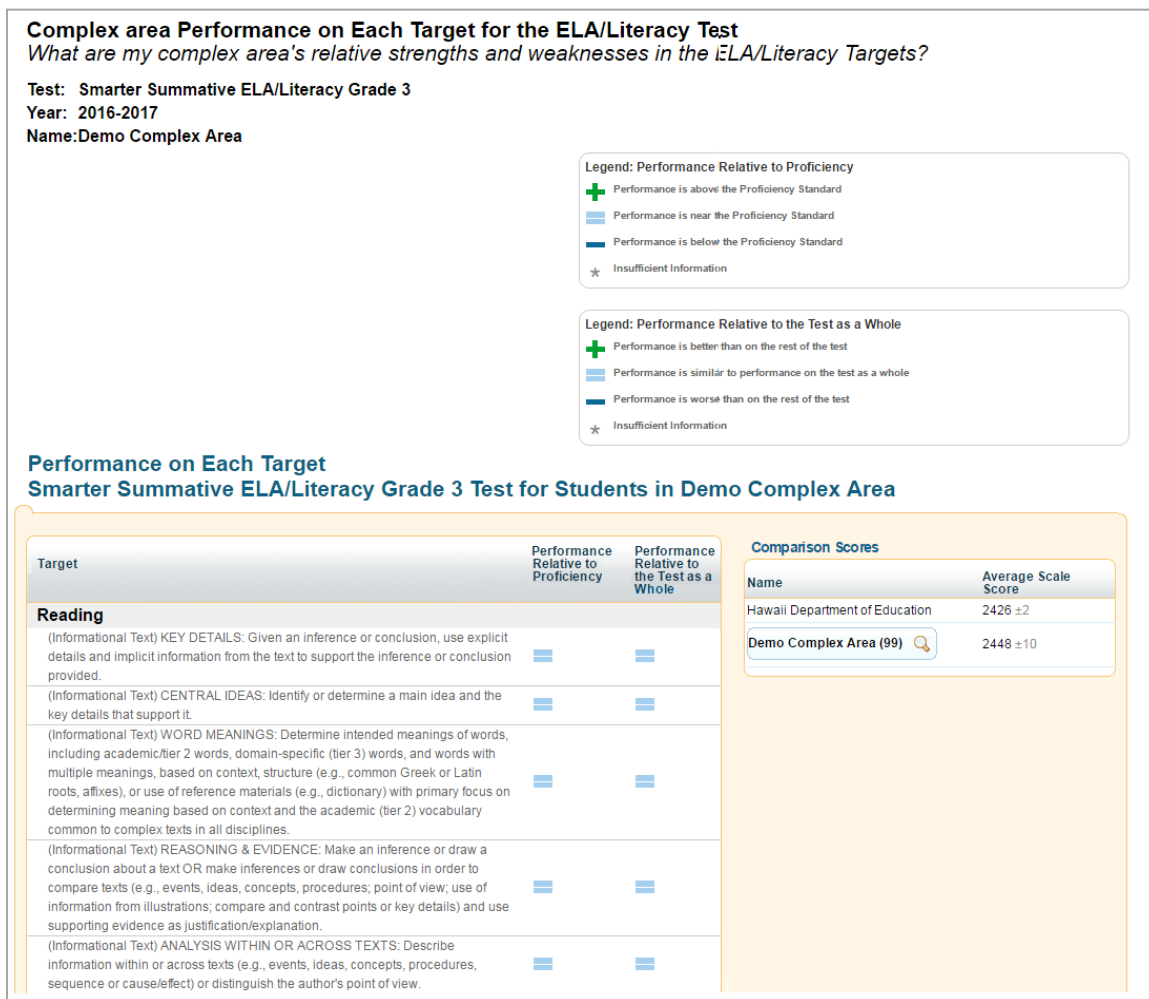 Complex area Performance on Each Target for the ELA/Literacy Test
What are my complex area's relative strengths and weaknesses in the ELA/Literacy Targets?
Test: Smarter Summative ELA/Literacy Grade 3
Year: 2016-2017
Name:Demo Complex Area
Legend: Performance Relative to Proficiency
Performance is above the Proficiency Standard
Performance is near the Proficiency Standard
Performance is below the Proficiency Standard
* Insufficient Information
Legend: Performance Relative to the Test as a Whole
Performance is better than on the rest of the test
Performance is similar to performance on the test as a whole
Performance is worse than on the rest of the test
* Insufficient Information
Performance on Each Target
Smarter Summative ELA/Literacy Grade 3 Test for Students in Demo Complex Area
Target
Performance
Relative to
Proficiency
Performance
Relative to
the Test as a
Whole
Reading
(Informational Text) KEY DETAILS: Given an inference or conclusion, use explicit
details and implicit information from the text to support the inference or conclusion
provided.
(Informational Text) CENTRAL IDEAS: Identify or determine a main idea and the
key details that support it.
(Informational Text) WORD MEANINGS: Determine intended meanings of words,
including academic/tier 2 words, domain-specific (tier 3) words, and words with
multiple meanings, based on context, structure (e.g., common Greek or Latin
roots, affixes), or use of reference materials (e.g., dictionary) with primary focus on
determining meaning based on context and the academic (tier 2) vocabulary
common to complex texts in all disciplines.
(Informational Text) REASONING & EVIDENCE: Make an inference or draw a
conclusion about a text OR make inferences or draw conclusions in order to
compare texts (e.g., events, ideas, concepts, procedures; point of view; use of
information from illustrations; compare and contrast points or key details) and use
supporting evidence as justification/explanation.
(Informational Text) ANALYSIS WITHIN OR ACROSS TEXTS: Describe
information within or across texts (e.g., events, ideas, concepts, procedures,
sequence or cause/effect) or distinguish the author's point of view.
Comparison Scores
Name
Average Scale
Score
Hawaii Department of Education 2426 ±2
Demo Complex Area (99) 2448 ±10